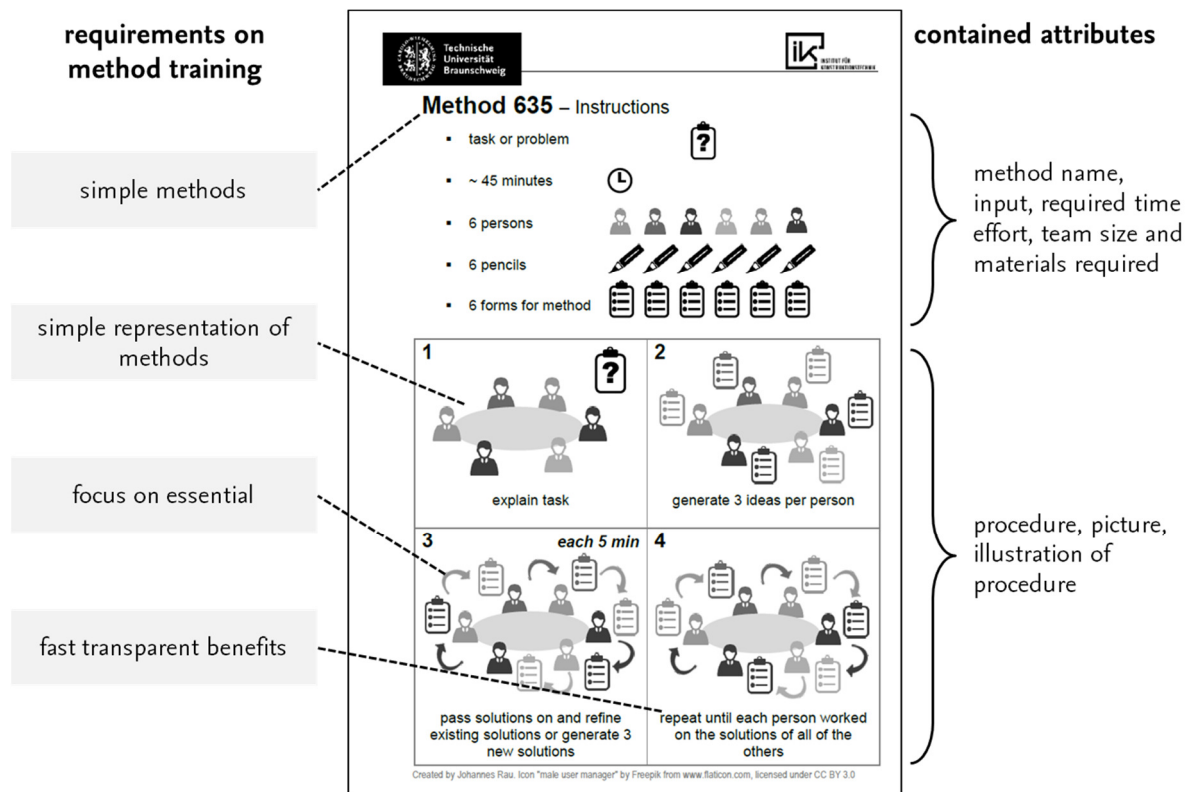 requirements on
method training
simple methods
simple representation of
methods
focus on essential
fast transparent benefits
Technische
Universität
Braunschweig
ik
INSTITUT FÜR
KONSTRUKTIONSTECHNIK
Method 635 – Instructions
▪ task or problem
?
▪ ~ 45 minutes
▪ 6 persons
▪ 6 pencils
▪ 6 forms for method
1
?
explain task
2
generate 3 ideas per person
3
each 5 min
pass solutions on and refine
existing solutions or generate 3
new solutions
4
repeat until each person worked
on the solutions of all of the
others
Created by Johannes Rau. Icon "male user manager" by Freepik from www.flaticon.com, licensed under CC BY 3.0
contained attributes
method name,
input, required time
effort, team size and
materials required
procedure, picture,
illustration of
procedure